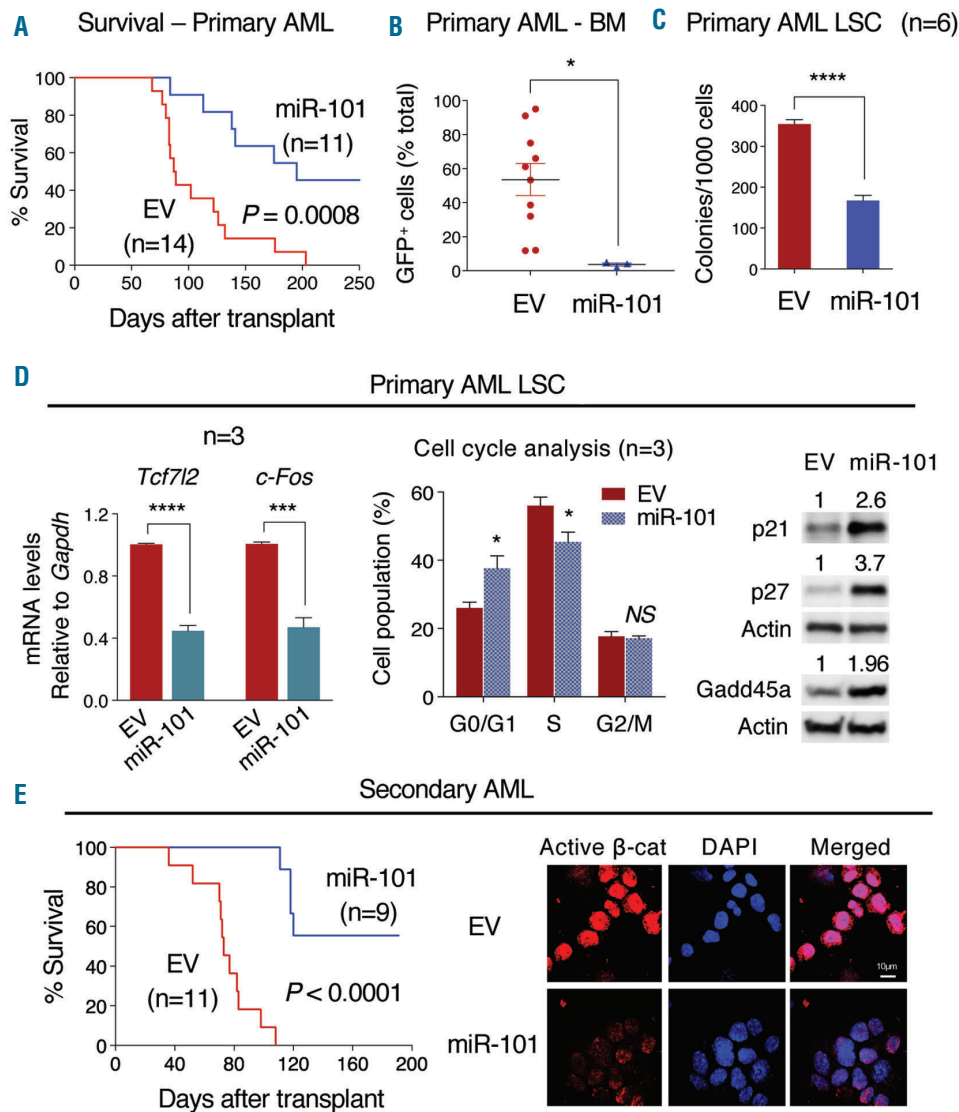 A Survival – Primary AML
% Survival
100
80
60
40
20
0
miR-101
(n=11)
EV
(n=14)
P = 0.0008
0 50 100 150 200 250
Days after transplant
B Primary AML - BM
*
GFP+ cells (% total)
100
80
60
40
20
0
EV miR-101
C Primary AML LSC (n=6)
****
Colonies/1000 cells
400
300
200
100
0
EV miR-101
D
Primary AML LSC
n=3
Tcf7l2 c-Fos
**** ***
mRNA levels
Relative to Gapdh
1.2
0.8
0.4
0.0
EV
miR-101
EV
miR-101
Cell cycle analysis (n=3)
Cell population (%)
60
40
20
0
EV
miR-101
* * NS
G0/G1 S G2/M
EV miR-101
1 2.6
p21
1 3.7
p27
Actin
1 1.96
Gadd45a
Actin
E
Secondary AML
% Survival
100
80
60
40
20
0
miR-101
(n=9)
EV
(n=11)
P < 0.0001
0 40 80 120 160 200
Days after transplant
Active β-cat DAPI Merged
EV
10μm
miR-101